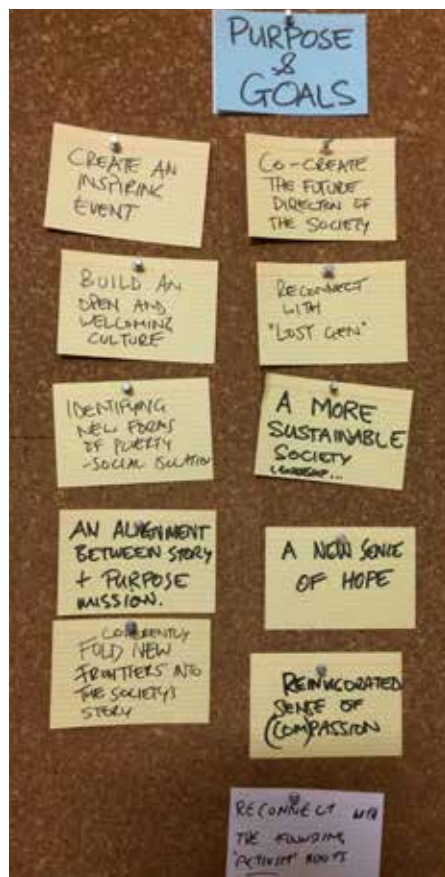 PURPOSE
&
GOALS
CREATE AN
INSPIRING
EVENT
BUILD AN
OPEN AND
WELCOMING
CULTURE
IDENTIFYING
NEW FORMS
OF POVERTY
-SOCIAL ISOLATION
AN ALIGNMENT
BETWEEN STORY
+ PURPOSE
MISSION.
COHERENTLY
FOLD NEW
FRONTIERS INTO
THE SOCIETY'S
STORY
CO-CREATE
THE FUTURE
DIRECTON OF
THE SOCIETY
RECONNECT
WITH
"LOST GEN"
A MORE
SUSTAINABLE
SOCIETY
A NEW SENSE
OF HOPE
REINVIGORATED
SENSE OF
(COM)PASSION
RECONNECT WITH
THE FOUNDING
'ACTIVIST' ROOTS